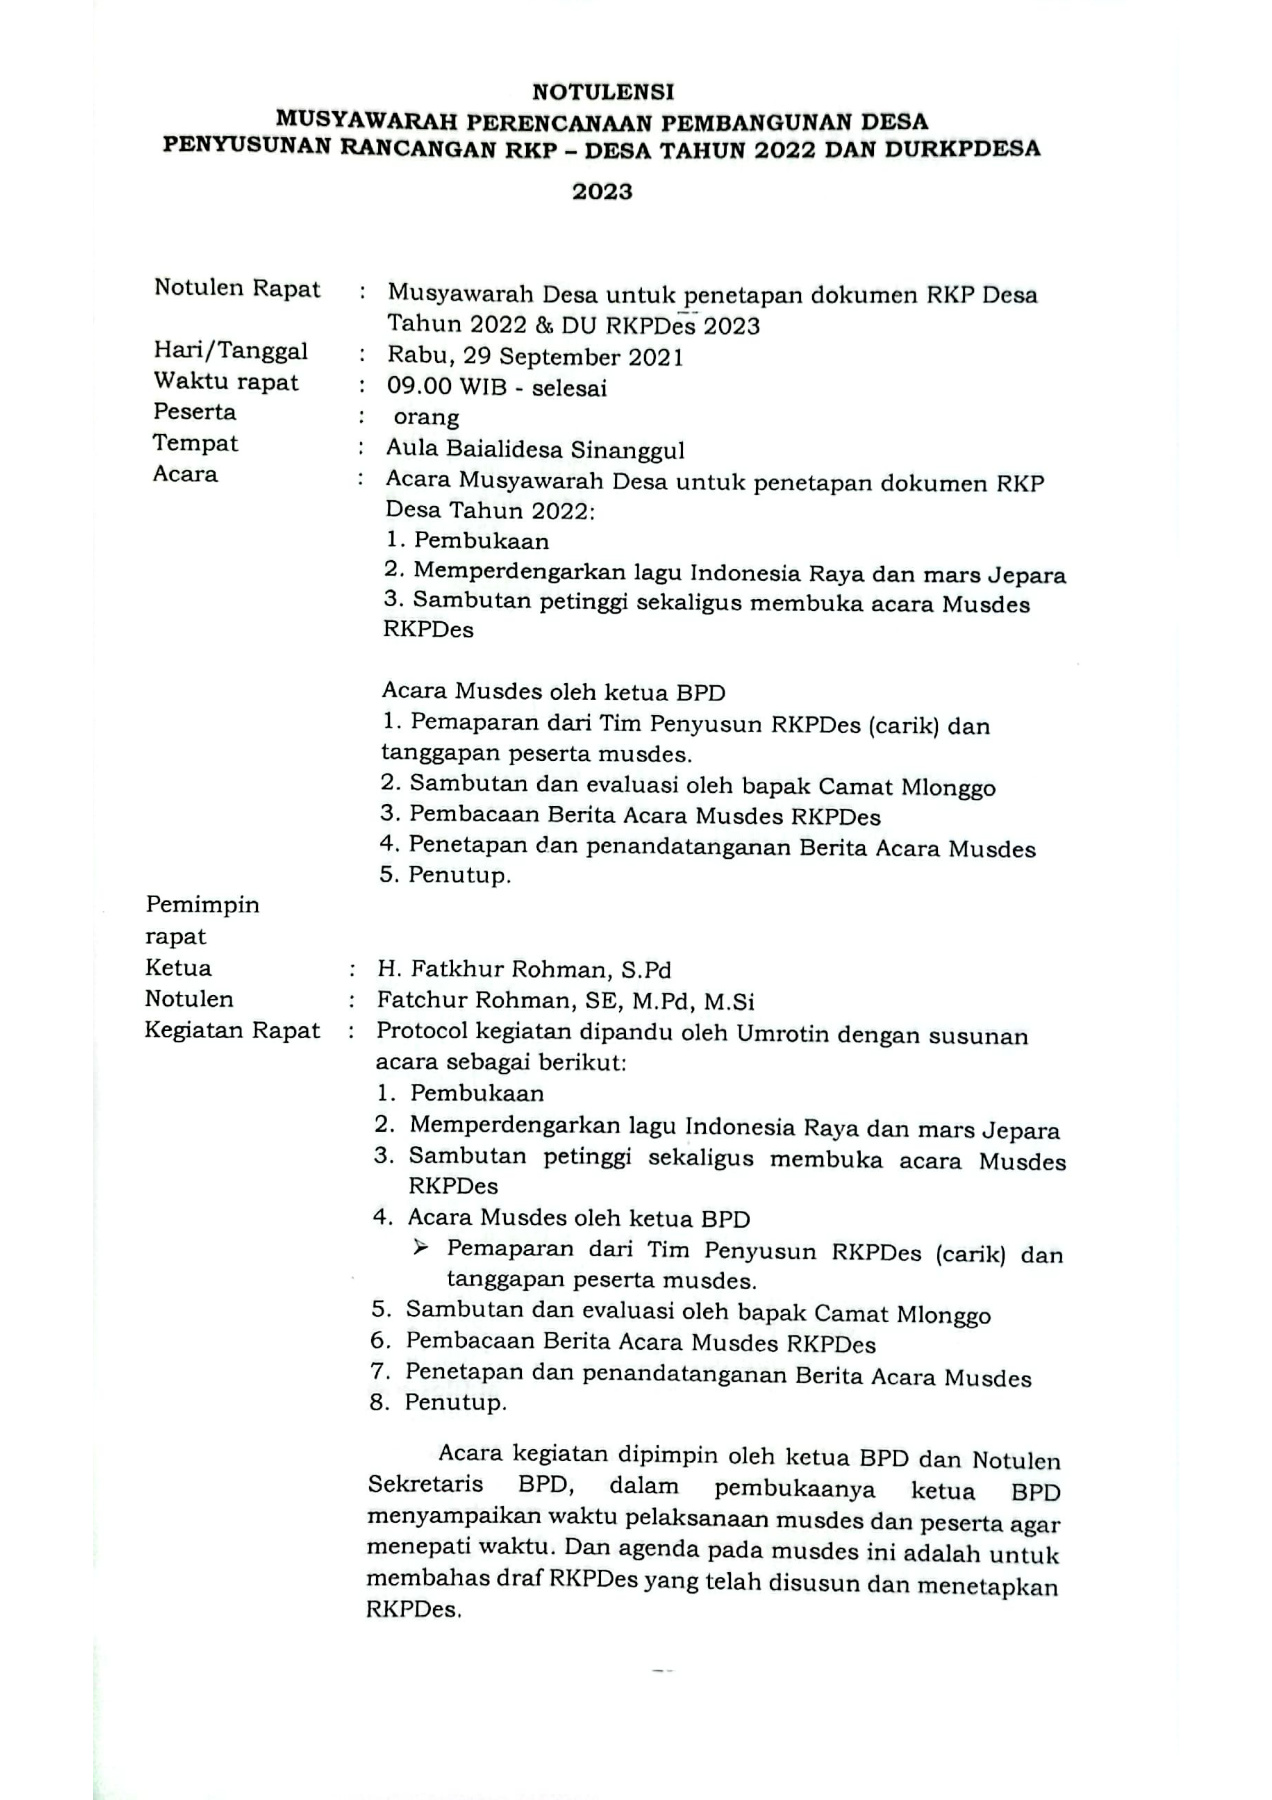 NOTULENSI
MUSYAWARAH PERENCANAAN PEMBANGUNAN DESA
PENYUSUNAN RANCANGAN RKP – DESA TAHUN 2022 DAN DURKPDESA
2023
Notulen Rapat : Musyawarah Desa untuk penetapan dokumen RKP Desa
Tahun 2022 & DU RKPDes 2023
Hari/Tanggal : Rabu, 29 September 2021
Waktu rapat : 09.00 WIB - selesai
Peserta : orang
Tempat : Aula Baialidesa Sinanggul
Acara : Acara Musyawarah Desa untuk penetapan dokumen RKP
Desa Tahun 2022:
1. Pembukaan
2. Memperdengarkan lagu Indonesia Raya dan mars Jepara
3. Sambutan petinggi sekaligus membuka acara Musdes
RKPDes
Acara Musdes oleh ketua BPD
1. Pemaparan dari Tim Penyusun RKPDes (carik) dan
tanggapan peserta musdes.
2. Sambutan dan evaluasi oleh bapak Camat Mlonggo
3. Pembacaan Berita Acara Musdes RKPDes
4. Penetapan dan penandatanganan Berita Acara Musdes
5. Penutup.
Pemimpin
rapat
Ketua : H. Fatkhur Rohman, S.Pd
Notulen : Fatchur Rohman, SE, M.Pd, M.Si
Kegiatan Rapat : Protocol kegiatan dipandu oleh Umrotin dengan susunan
acara sebagai berikut:
1. Pembukaan
2. Memperdengarkan lagu Indonesia Raya dan mars Jepara
3. Sambutan petinggi sekaligus membuka acara Musdes
RKPDes
4. Acara Musdes oleh ketua BPD
➢ Pemaparan dari Tim Penyusun RKPDes (carik) dan
tanggapan peserta musdes.
5. Sambutan dan evaluasi oleh bapak Camat Mlonggo
6. Pembacaan Berita Acara Musdes RKPDes
7. Penetapan dan penandatanganan Berita Acara Musdes
8. Penutup.
Acara kegiatan dipimpin oleh ketua BPD dan Notulen
Sekretaris BPD, dalam pembukaanya ketua BPD
menyampaikan waktu pelaksanaan musdes dan peserta agar
menepati waktu. Dan agenda pada musdes ini adalah untuk
membahas draf RKPDes yang telah disusun dan menetapkan
RKPDes.